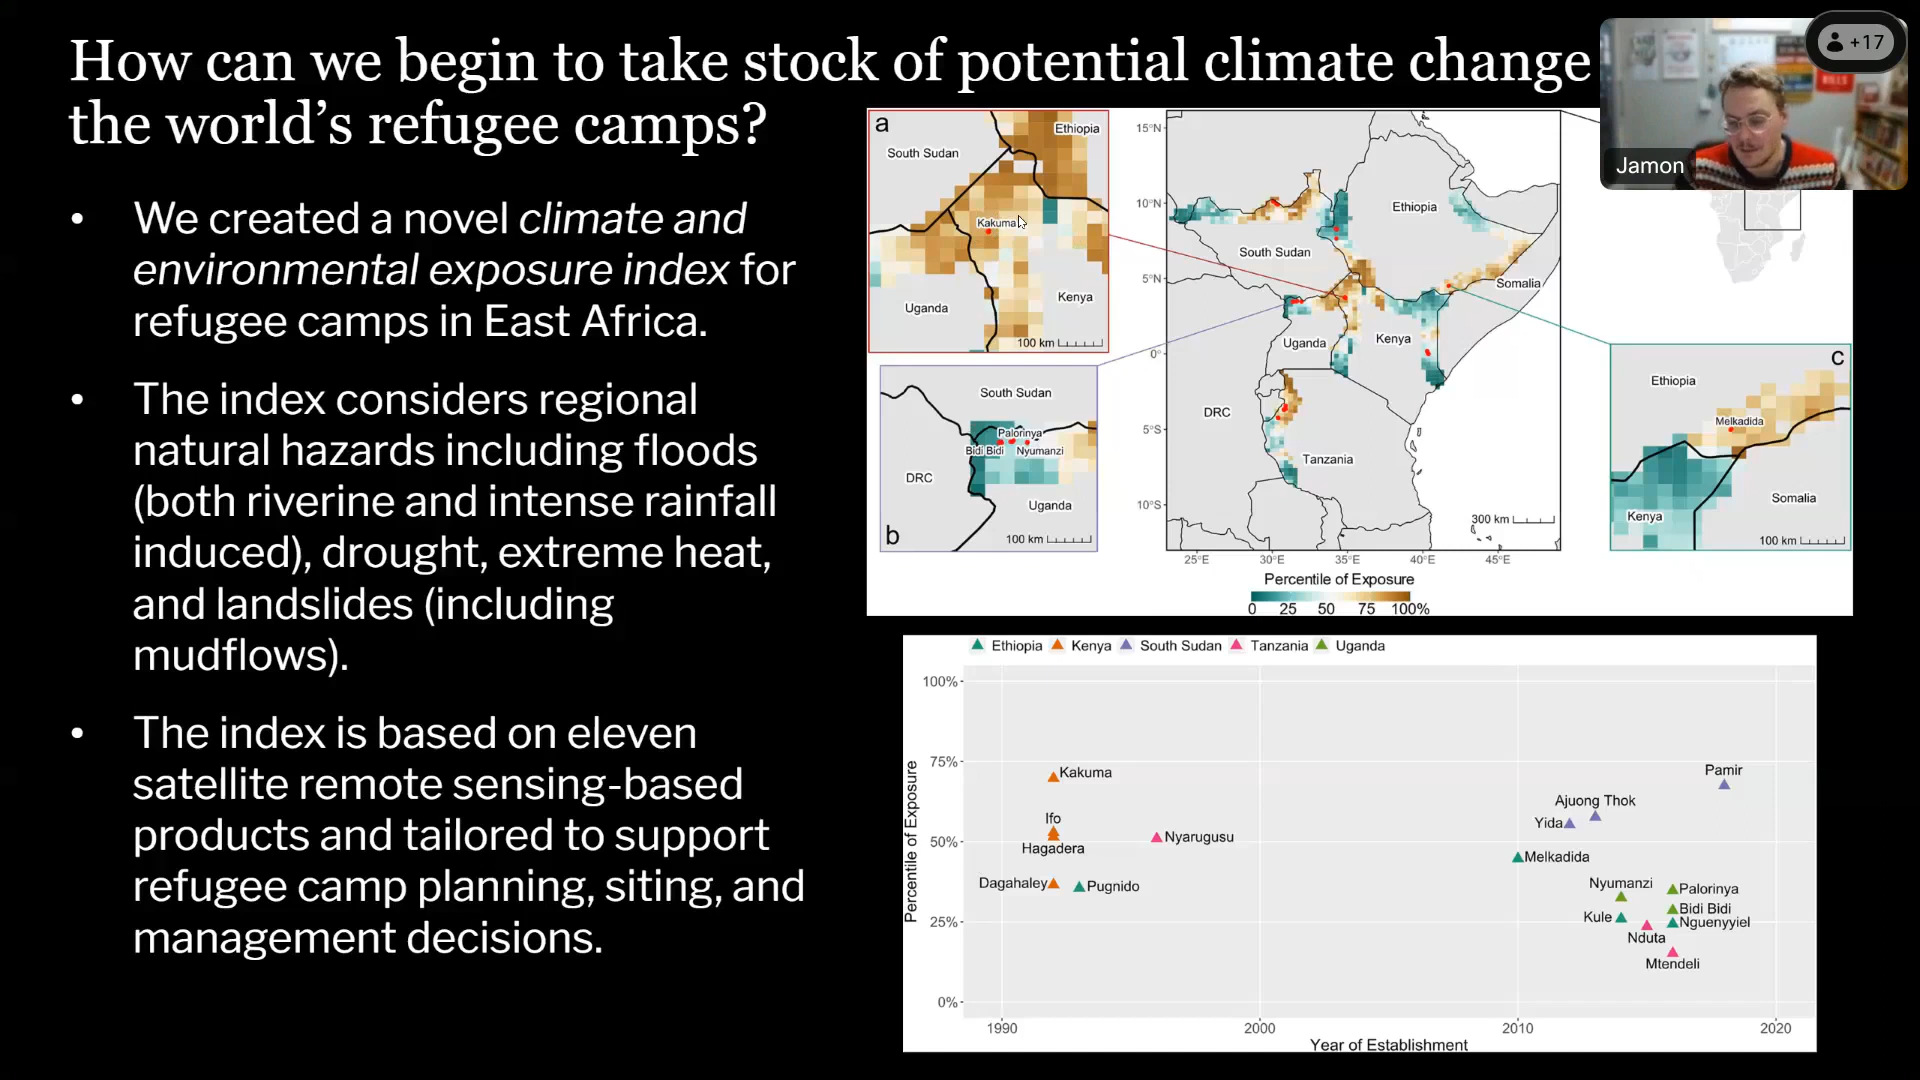 How can we begin to take stock of potential climate change
the world’s refugee camps?
• We created a novel climate and
environmental exposure index for
refugee camps in East Africa.
• The index considers regional
natural hazards including floods
(both riverine and intense rainfall
induced), drought, extreme heat,
and landslides (including
mudflows).
• The index is based on eleven
satellite remote sensing-based
products and tailored to support
refugee camp planning, siting, and
management decisions.
a
Ethiopia
South Sudan
Kakuma
Uganda
Kenya
100 km
South Sudan
Palorinya
Bidi Bidi
Nyumanzi
DRC
Uganda
b
100 km
15°N
10°N
5°N
0°
5°S
10°S
Ethiopia
South Sudan
Somalia
Uganda
Kenya
DRC
Tanzania
300 km
25°E 30°E 35°E 40°E 45°E
Percentile of Exposure
0 25 50 75 100%
c
Ethiopia
Melkadida
Somalia
Kenya
100 km
+17
Jamon
Ethiopia Kenya South Sudan Tanzania Uganda
100%
75%
50%
25%
0%
Percentile of Exposure
Kakuma
Ifo
Hagadera
Dagahaley
Pugnido
Nyarugusu
Pamir
Ajuong Thok
Yida
Melkadida
Nyumanzi
Palorinya
Bidi Bidi
Kule
Nguenyyiel
Nduta
Mtendeli
1990 2000 2010 2020
Year of Establishment